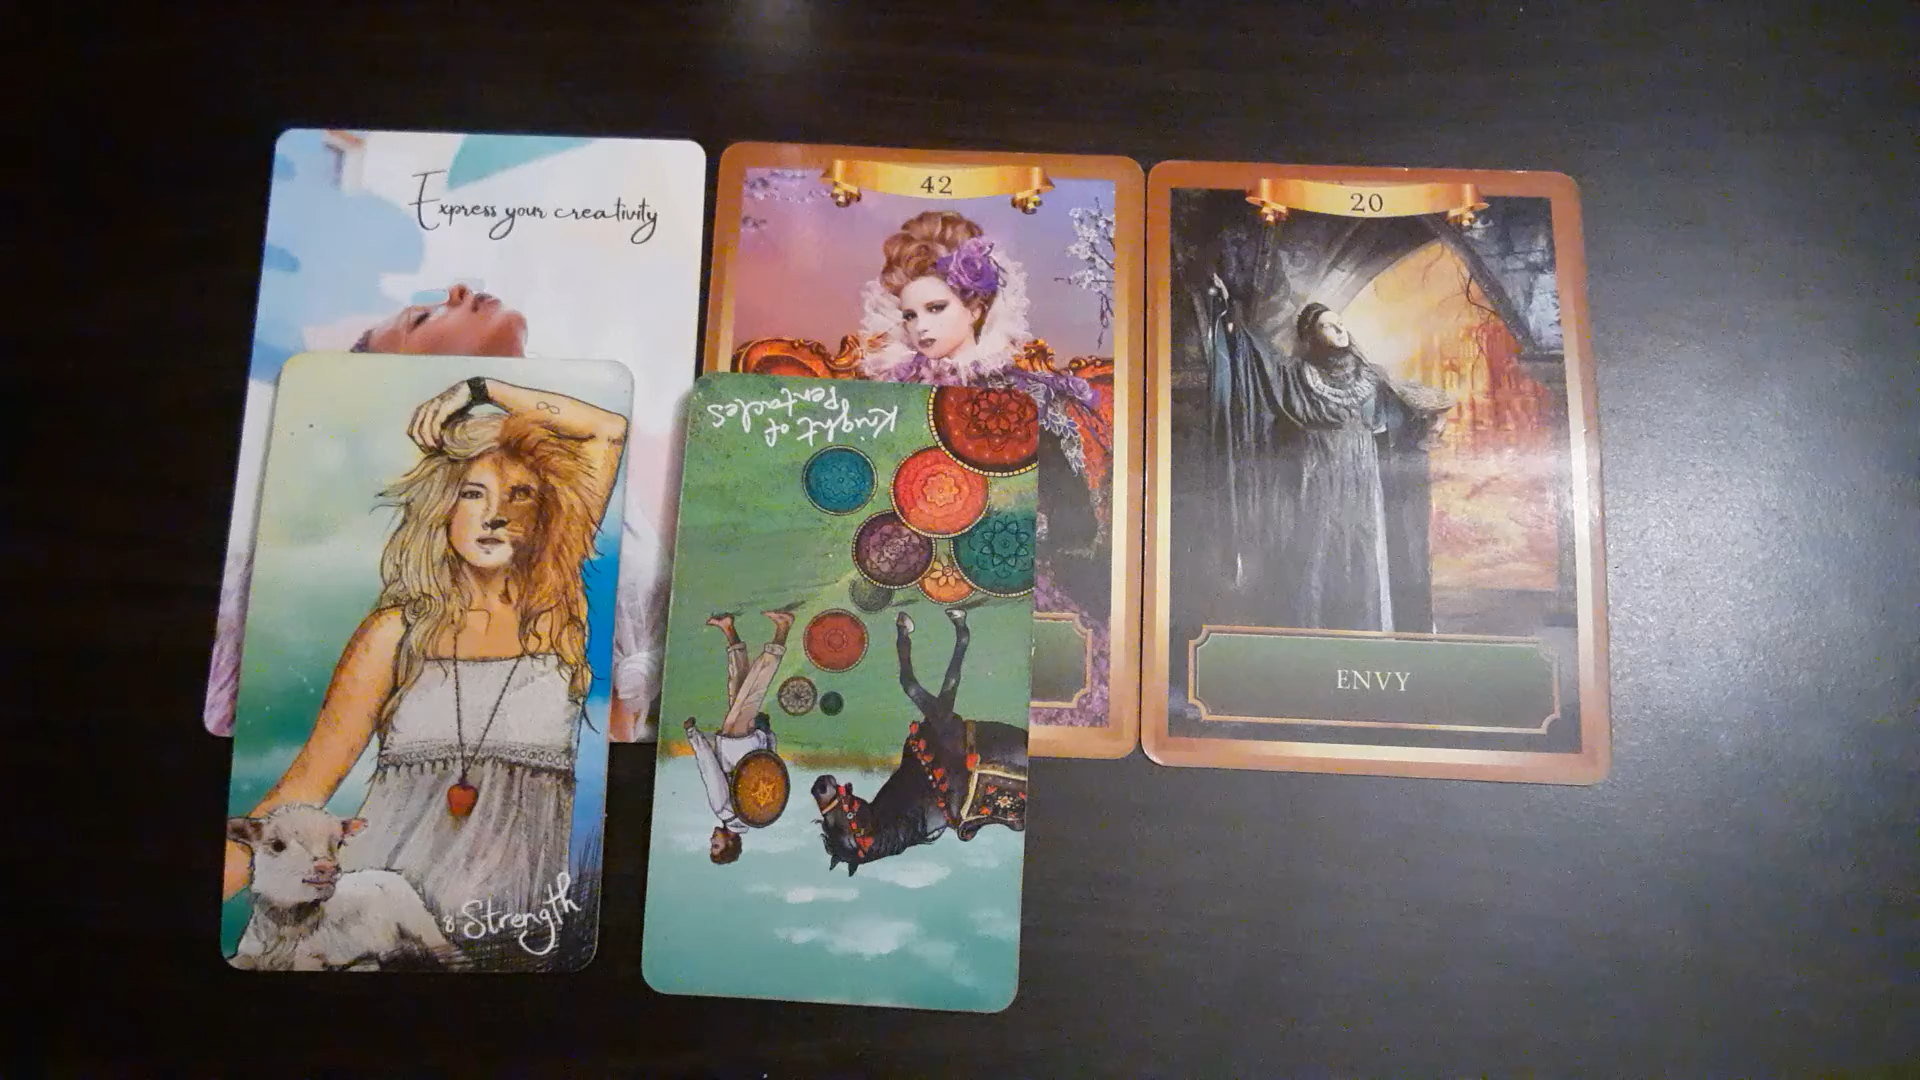 Express your creativity
42
20
Knight of
Pentacles
ENVY
8 Strength